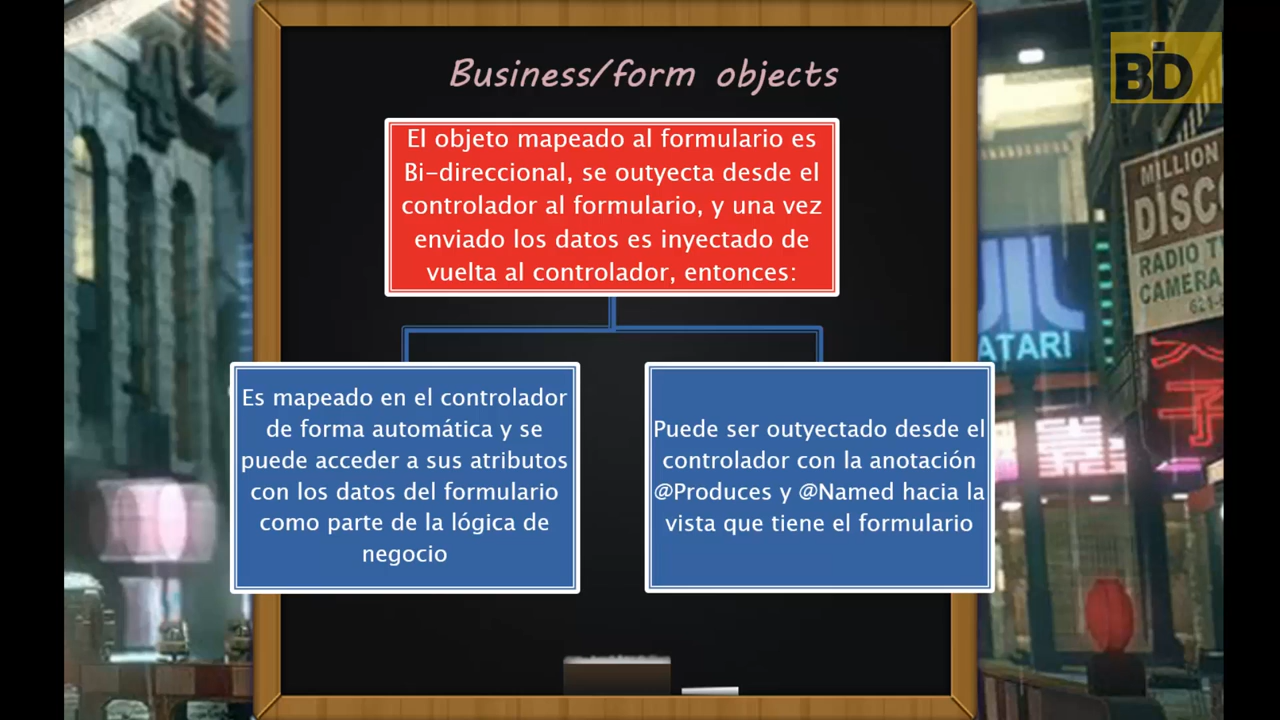 Business/form objects
BID
El objeto mapeado al formulario es
Bi-direccional, se outyecta desde el
controlador al formulario, y una vez
enviado los datos es inyectado de
vuelta al controlador, entonces:
MILLION
DISC
RADIO T
CAMERA
621-
ATARI
Es mapeado en el controlador
de forma automática y se
puede acceder a sus atributos
con los datos del formulario
como parte de la lógica de
negocio
Puede ser outyectado desde el
controlador con la anotación
@Produces y @Named hacia la
vista que tiene el formulario